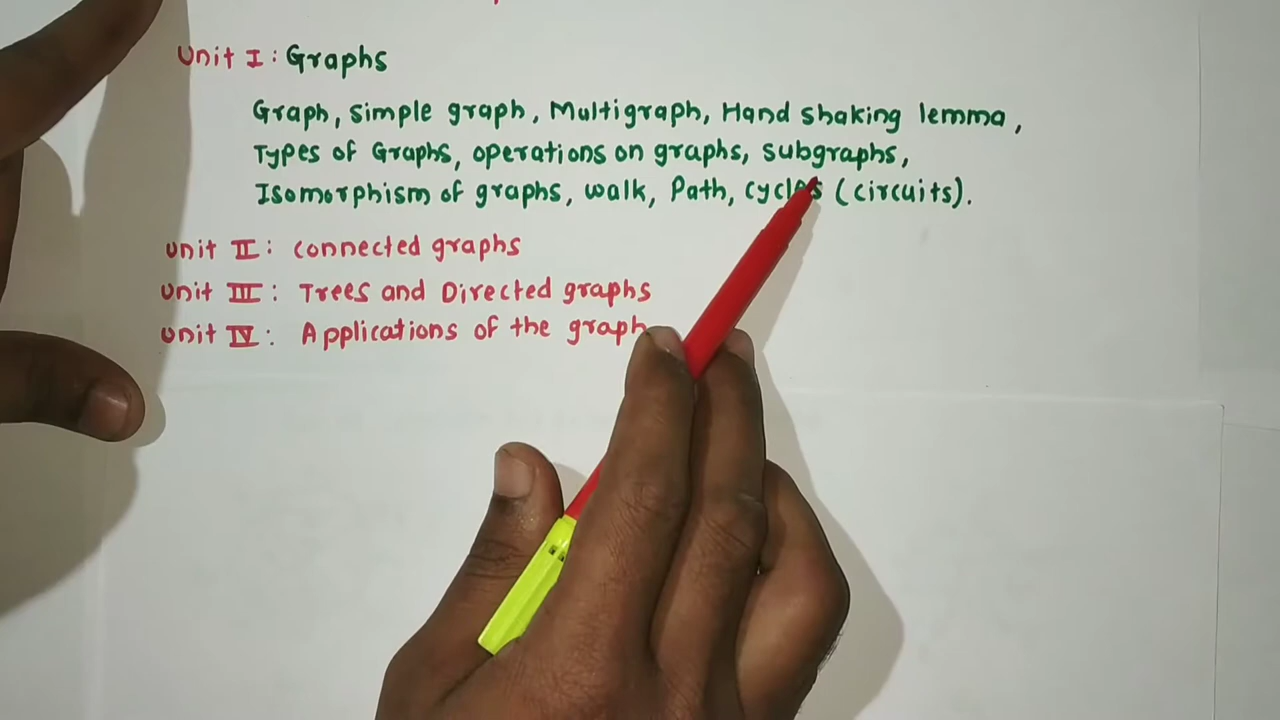 Unit I: Graphs
Graph, simple graph, Multigraph, Hand shaking lemma,
Types of Graphs, operations on graphs, subgraphs,
Isomorphism of graphs, walk, Path, cycles (circuits).
Unit II: connected graphs
Unit III: Trees and Directed graphs
Unit IV: Applications of the graph